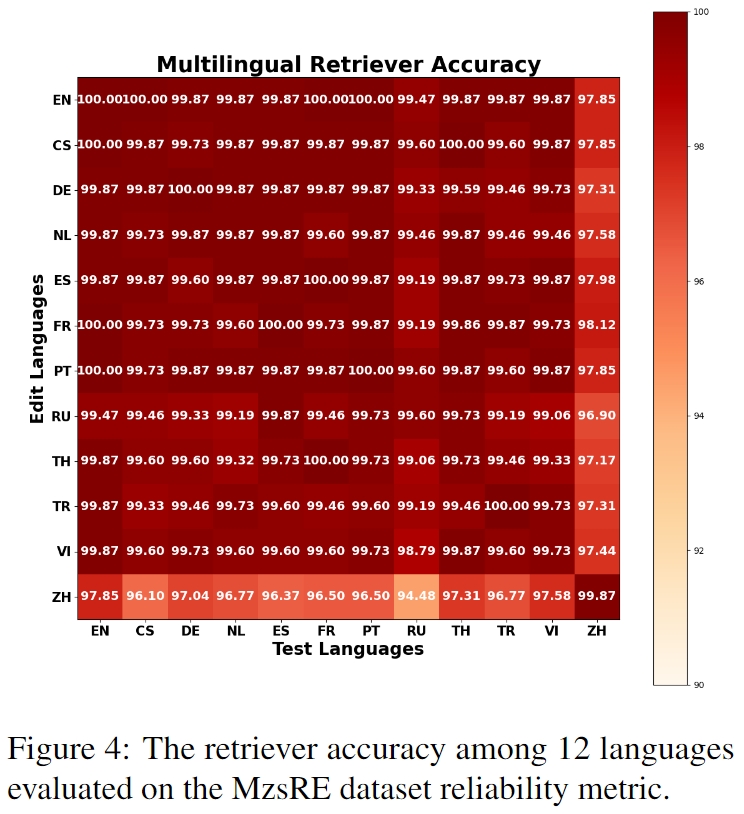 Multilingual Retriever Accuracy
EN 100.00 100.00 99.87 99.87 99.87 100.00 100.00 99.47 99.87 99.87 99.87 97.85
CS 100.00 99.87 99.73 99.87 99.87 99.87 99.87 99.60 100.00 99.60 99.87 97.85
DE 99.87 99.87 100.00 99.87 99.87 99.87 99.87 99.33 99.59 99.46 99.73 97.31
NL 99.87 99.73 99.87 99.87 99.87 99.60 99.87 99.46 99.87 99.46 99.46 97.58
ES 99.87 99.87 99.60 99.87 99.87 100.00 99.87 99.19 99.87 99.73 99.87 97.98
FR 100.00 99.73 99.73 99.60 100.00 99.73 99.87 99.19 99.86 99.87 99.73 98.12
PT 100.00 99.73 99.87 99.87 99.87 99.87 100.00 99.60 99.87 99.60 99.87 97.85
RU 99.47 99.46 99.33 99.19 99.87 99.46 99.73 99.60 99.73 99.19 99.06 96.90
TH 99.87 99.60 99.60 99.32 99.73 100.00 99.73 99.06 99.73 99.46 99.33 97.17
TR 99.87 99.33 99.46 99.73 99.60 99.46 99.60 99.19 99.46 100.00 99.73 97.31
VI 99.87 99.60 99.73 99.60 99.60 99.60 99.73 98.79 99.87 99.60 99.73 97.44
ZH 97.85 96.10 97.04 96.77 96.37 96.50 96.50 94.48 97.31 96.77 97.58 99.87
EN CS DE NL ES FR PT RU TH TR VI ZH
Test Languages
Edit Languages
100
98
96
94
92
90
Figure 4: The retriever accuracy among 12 languages
evaluated on the MzsRE dataset reliability metric.